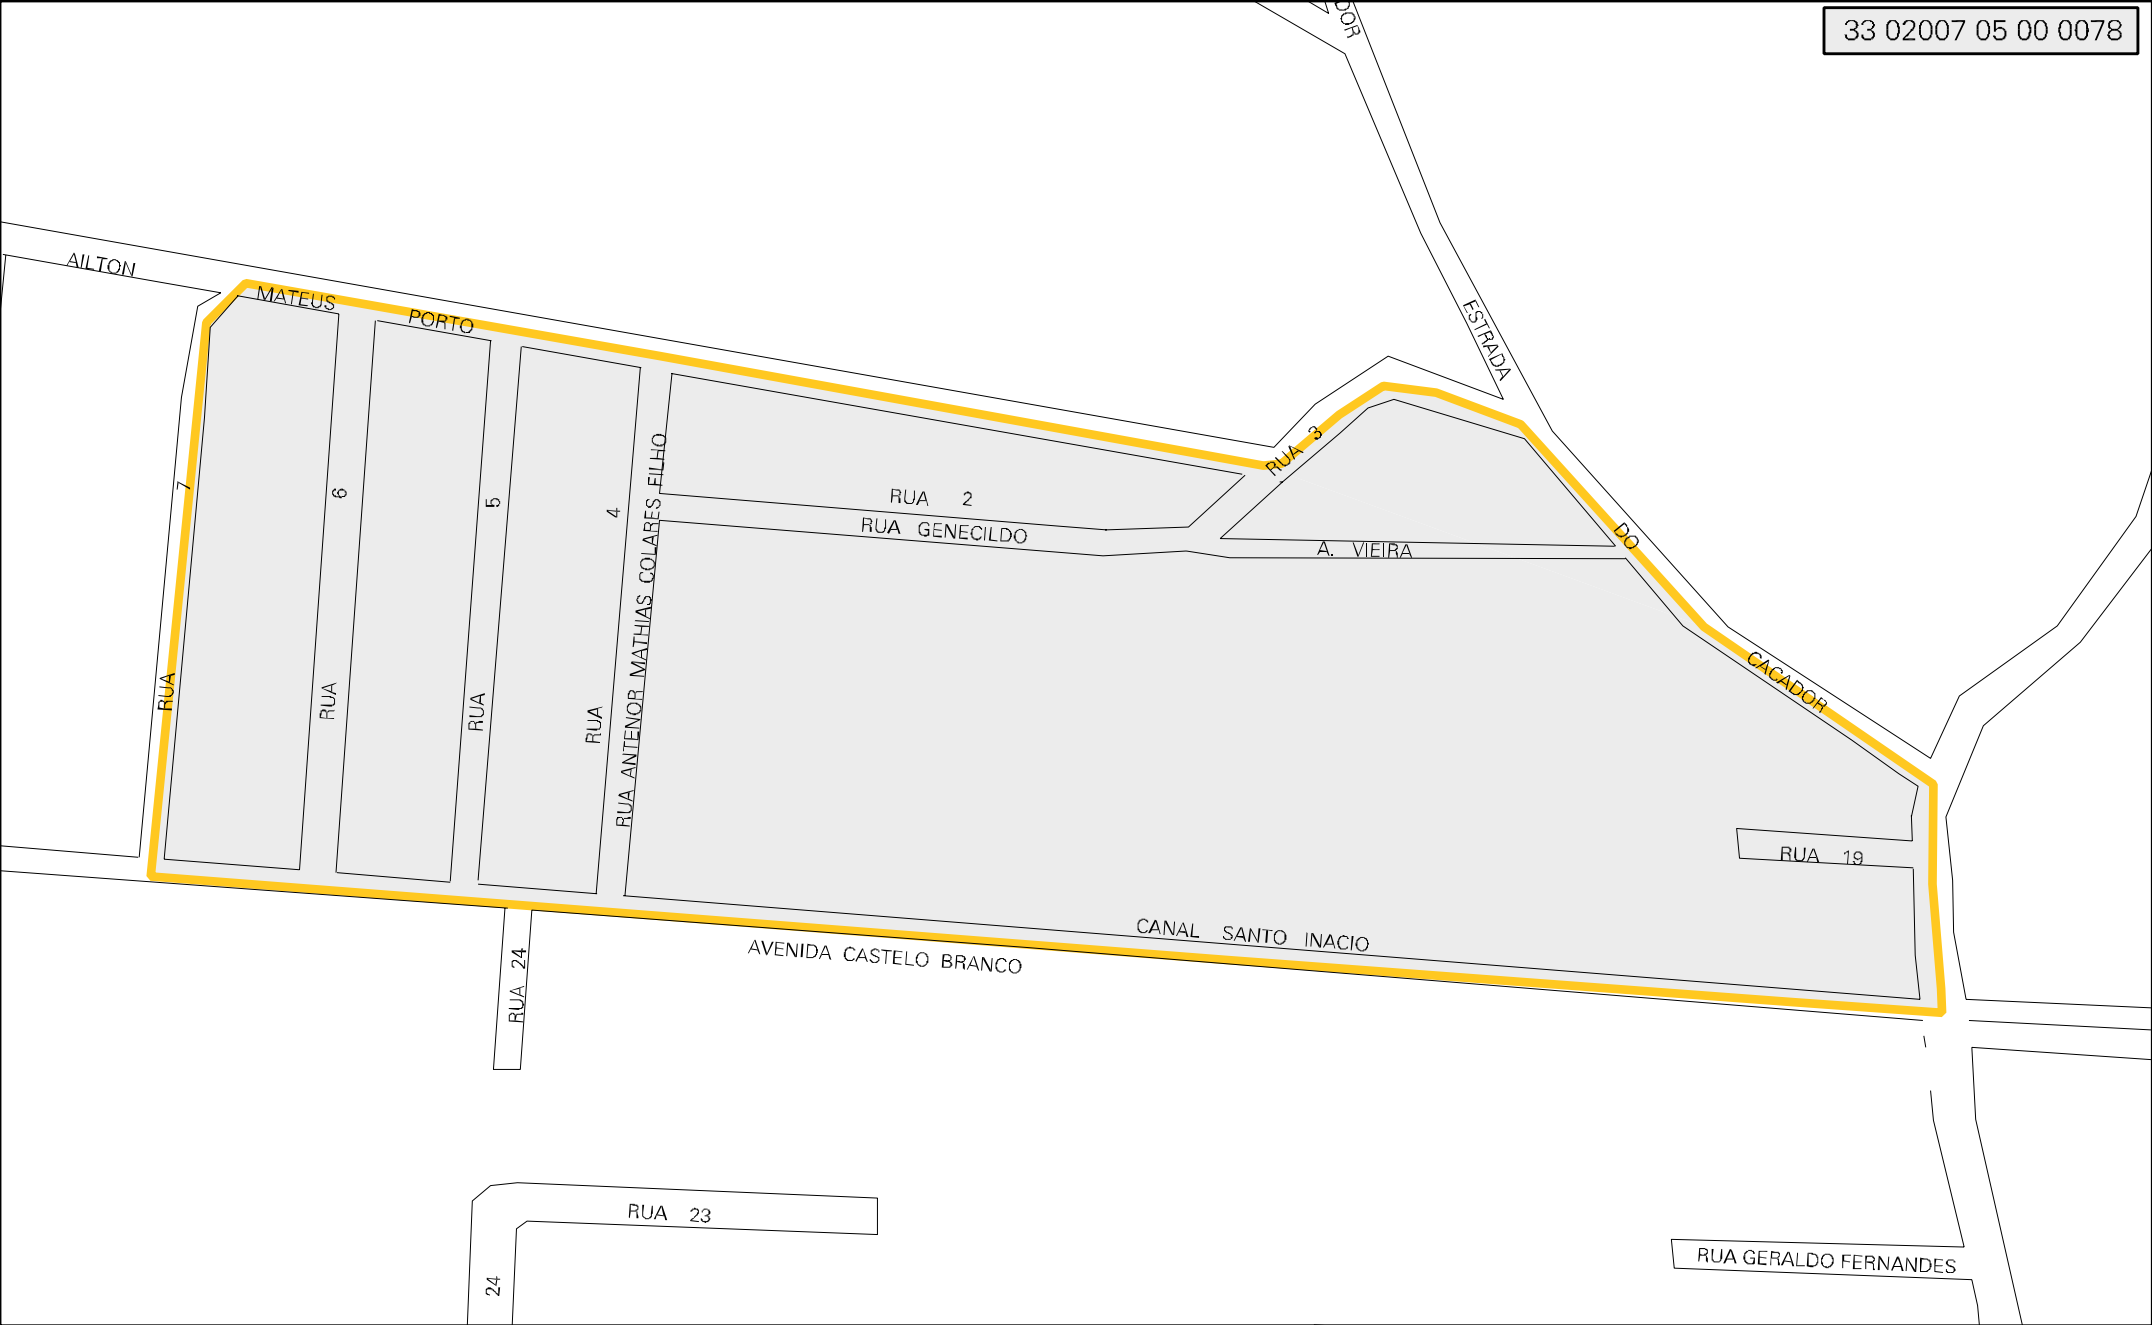 DOR
33 02007 05 00 0078
AILTON MATEUS PORTO
ESTRADA DO CACADOR
RUA 3
RUA 7
RUA 6
RUA 5
RUA 4
RUA ANTENOR MATHIAS COLARES FILHO
RUA 2
RUA GENECILDO A. VIEIRA
RUA 19
CANAL SANTO INACIO
AVENIDA CASTELO BRANCO
RUA 24
RUA 23
24
RUA GERALDO FERNANDES